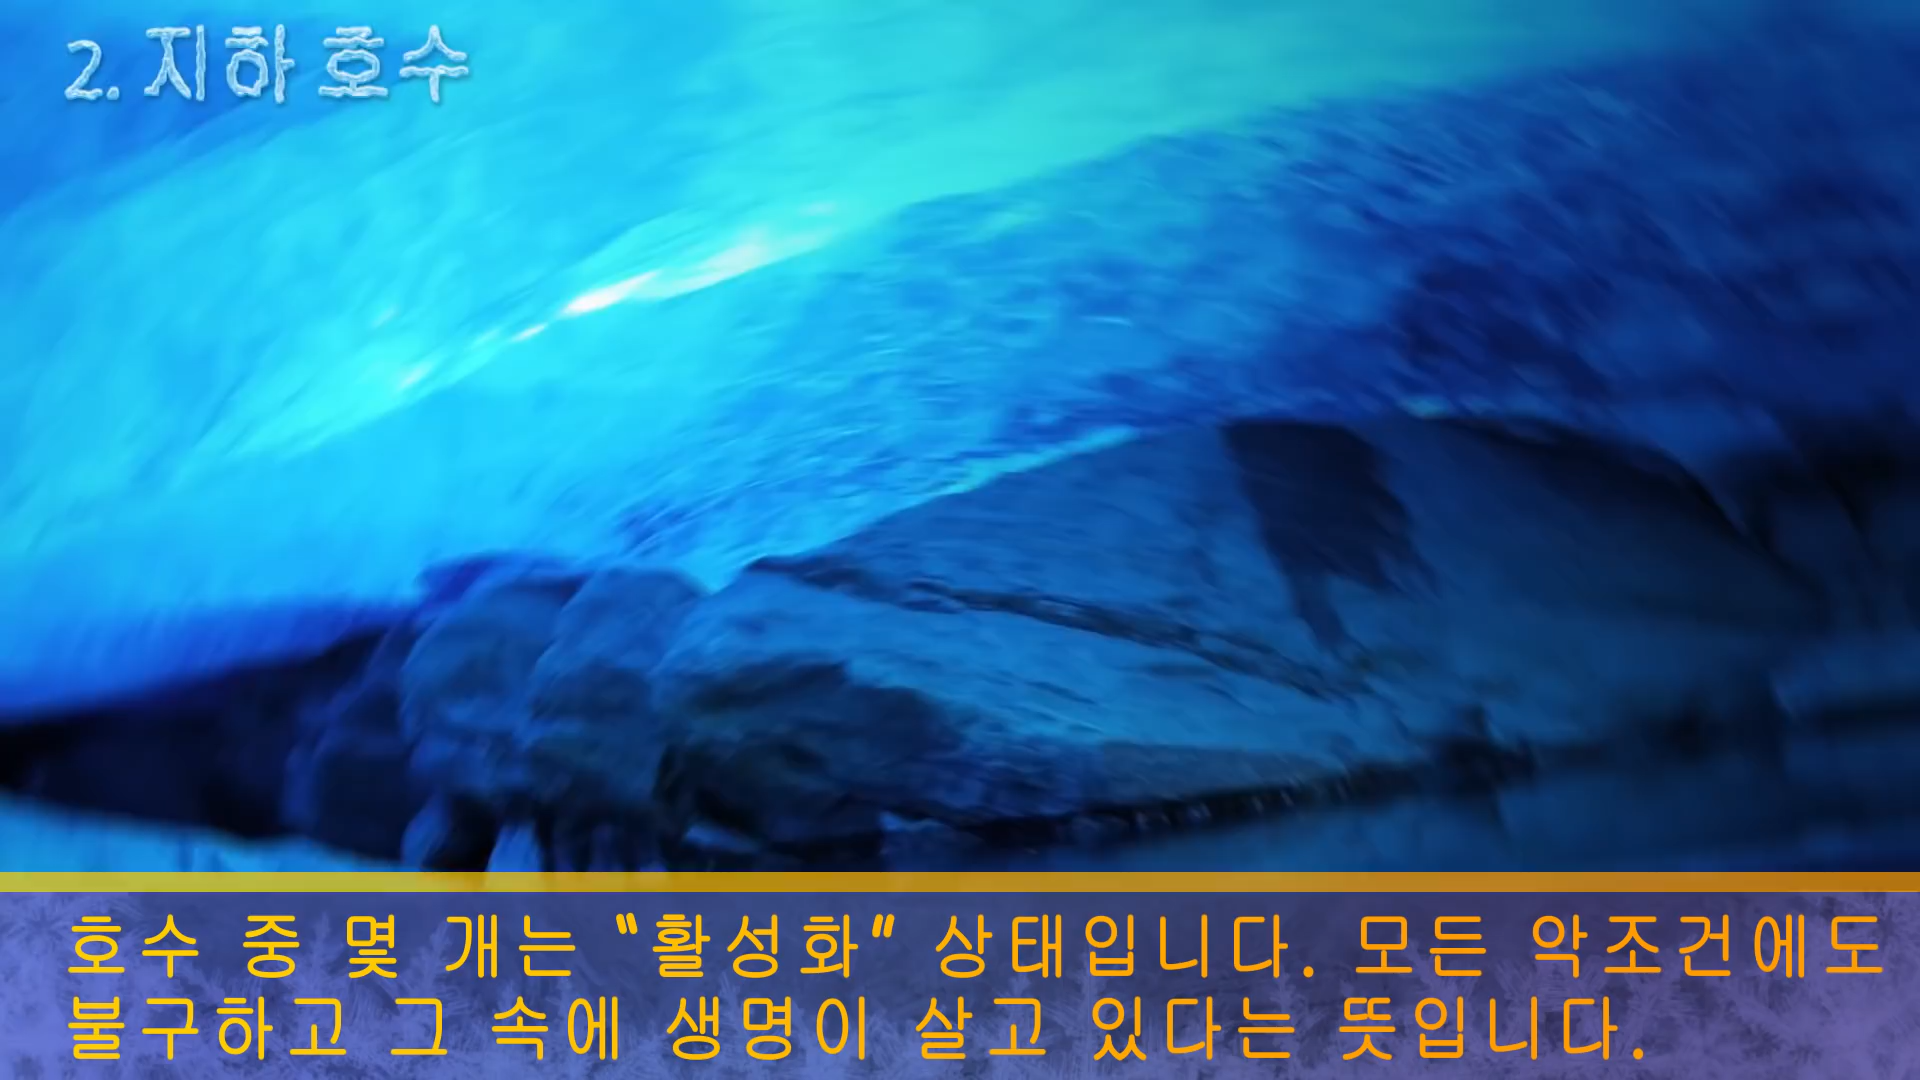 2. 지하 호수
호수 중 몇 개는 "활성화" 상태입니다. 모든 악조건에도
불구하고 그 속에 생명이 살고 있다는 뜻입니다.